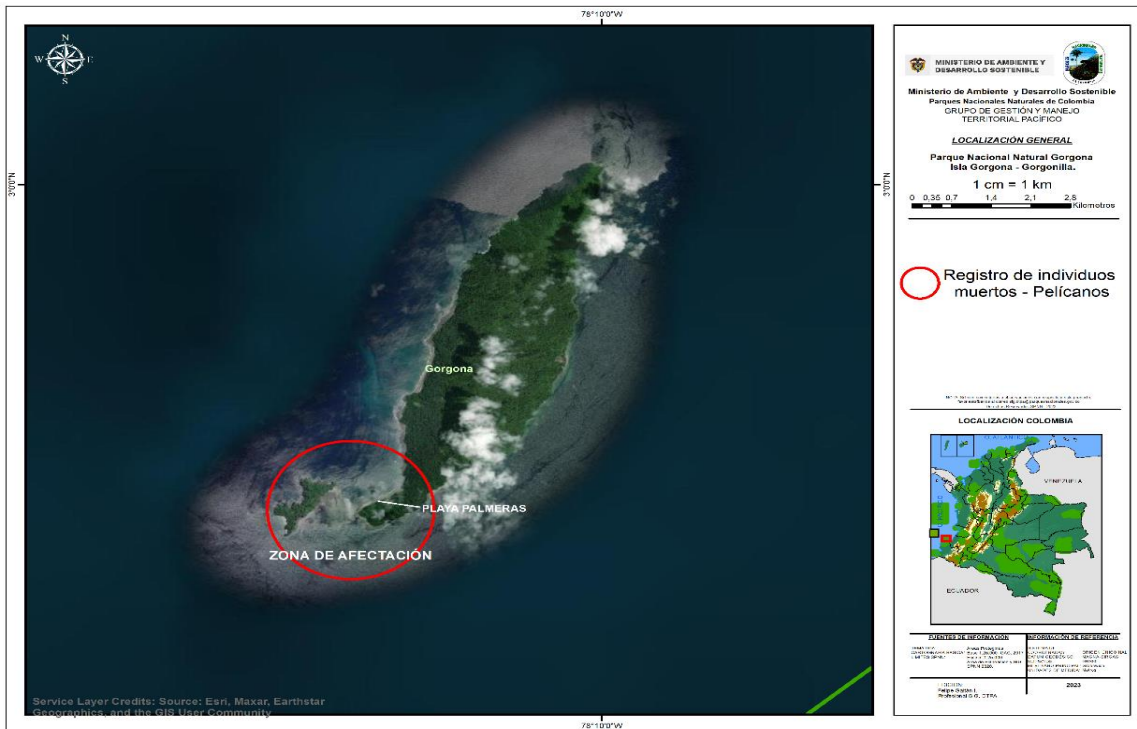 78°10'0"W
N
W E
S
3°0'0"N
3°0'0"N
Gorgona
PLAYA PALMERAS
ZONA DE AFECTACIÓN
Service Layer Credits: Source: Esri, Maxar, Earthstar
Geographics, and the GIS User Community
78°10'0"W
MINISTERIO DE AMBIENTE Y
DESARROLLO SOSTENIBLE
Ministerio de Ambiente y Desarrollo Sostenible
Parques Nacionales Naturales de Colombia
GRUPO DE GESTIÓN Y MANEJO
TERRITORIAL PACÍFICO
LOCALIZACIÓN GENERAL
Parque Nacional Natural Gorgona
Isla Gorgona - Gorgonilla.
1 cm = 1 km
0 0,35 0,7 1,4 2,1 2,8
Kilometros
Registro de individuos
muertos - Pelícanos
LOCALIZACIÓN COLOMBIA
VENEZUELA
ECUADOR
FUENTES DE INFORMACIÓN
INFORMACIÓN DE REFERENCIA
2023